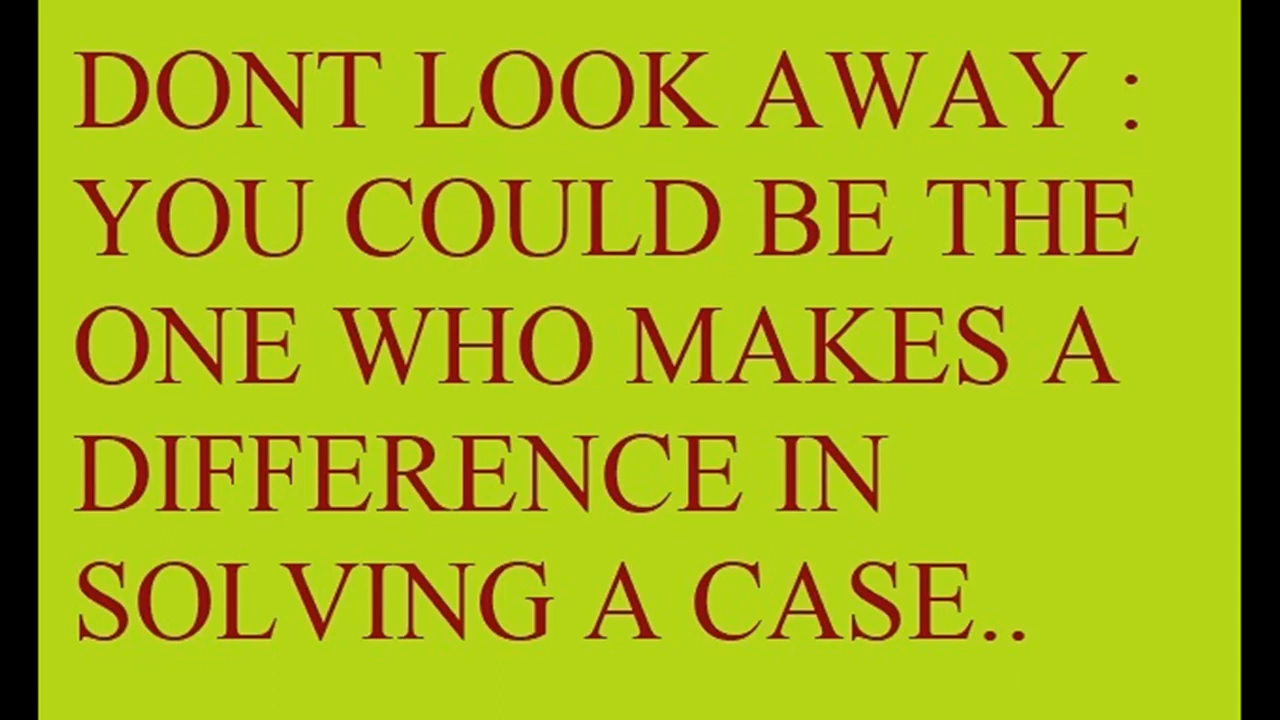 DONT LOOK AWAY :
YOU COULD BE THE
ONE WHO MAKES A
DIFFERENCE IN
SOLVING A CASE..